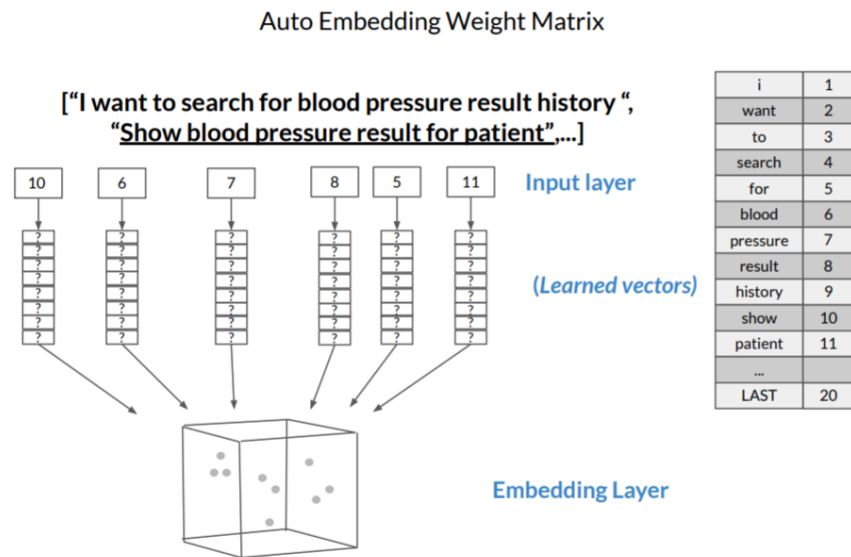 Auto Embedding Weight Matrix
["I want to search for blood pressure result history “,
“Show blood pressure result for patient”,...]
10 6 7 8 5 11
Input layer
? ? ? ? ? ?
? ? ? ? ? ?
? ? ? ? ? ?
? ? ? ? ? ?
? ? ? ? ? ?
? ? ? ? ? ?
? ? ? ? ? ?
? ? ? ? ? ?
(Learned vectors)
Embedding Layer
i 1
want 2
to 3
search 4
for 5
blood 6
pressure 7
result 8
history 9
show 10
patient 11
...
LAST 20